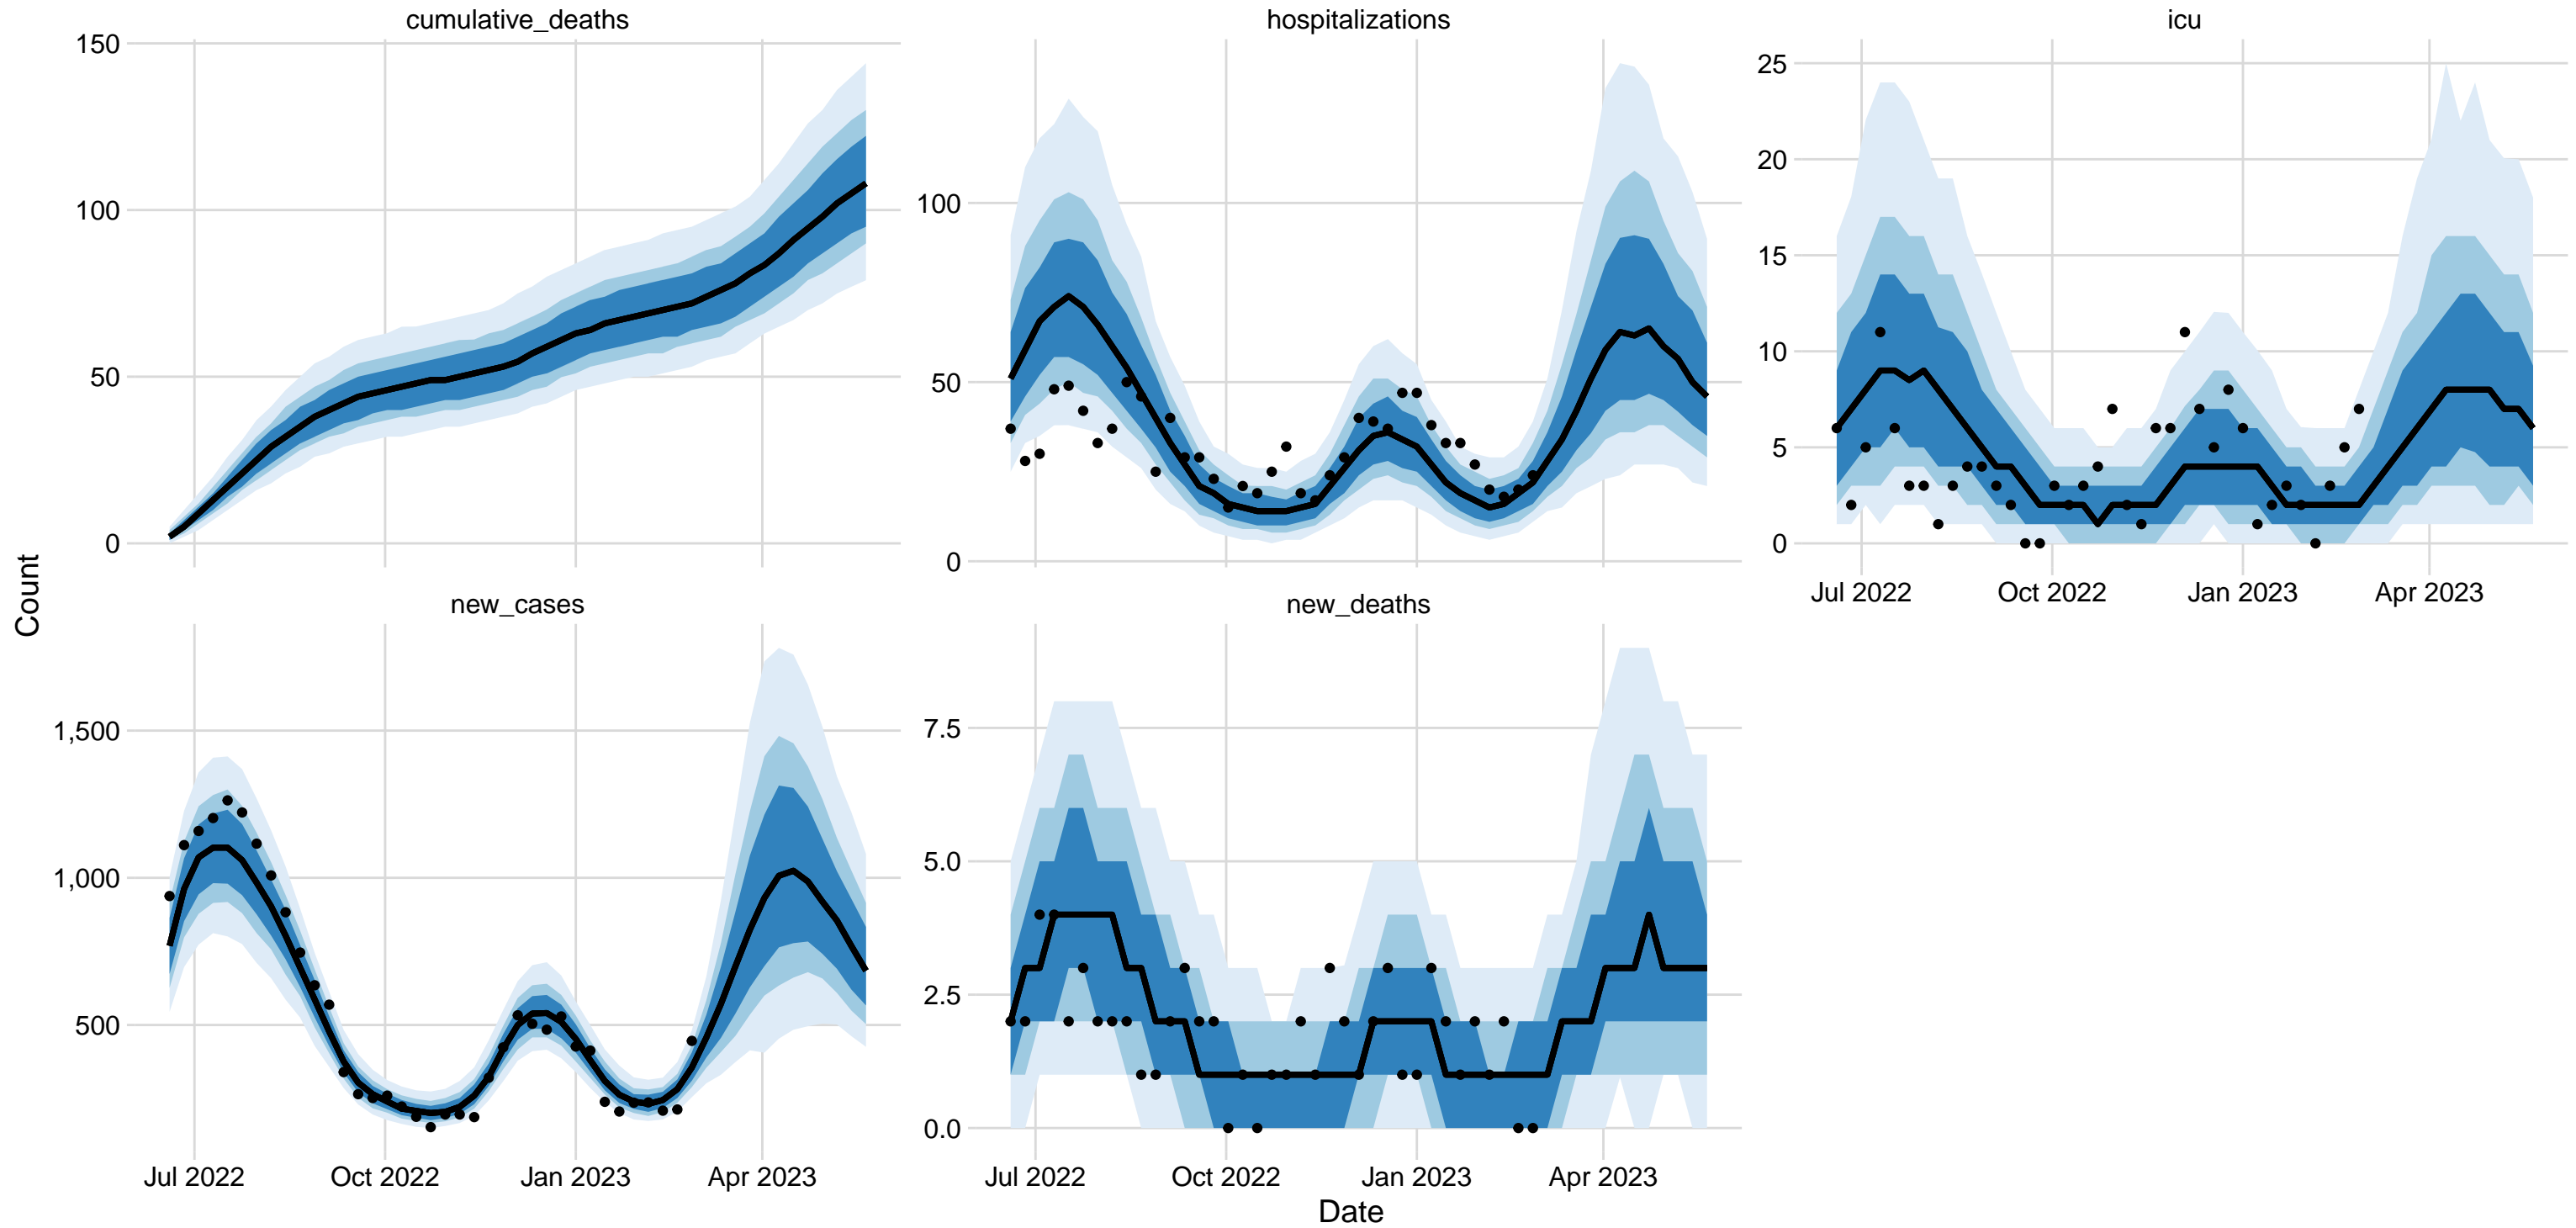 cumulative_deaths
hospitalizations
icu
150
100
50
0
100
50
0
25
20
15
10
5
0
Jul 2022 Oct 2022 Jan 2023 Apr 2023
Count
new_cases
new_deaths
1,500
1,000
500
7.5
5.0
2.5
0.0
Jul 2022 Oct 2022 Jan 2023 Apr 2023
Jul 2022 Oct 2022 Jan 2023 Apr 2023
Date